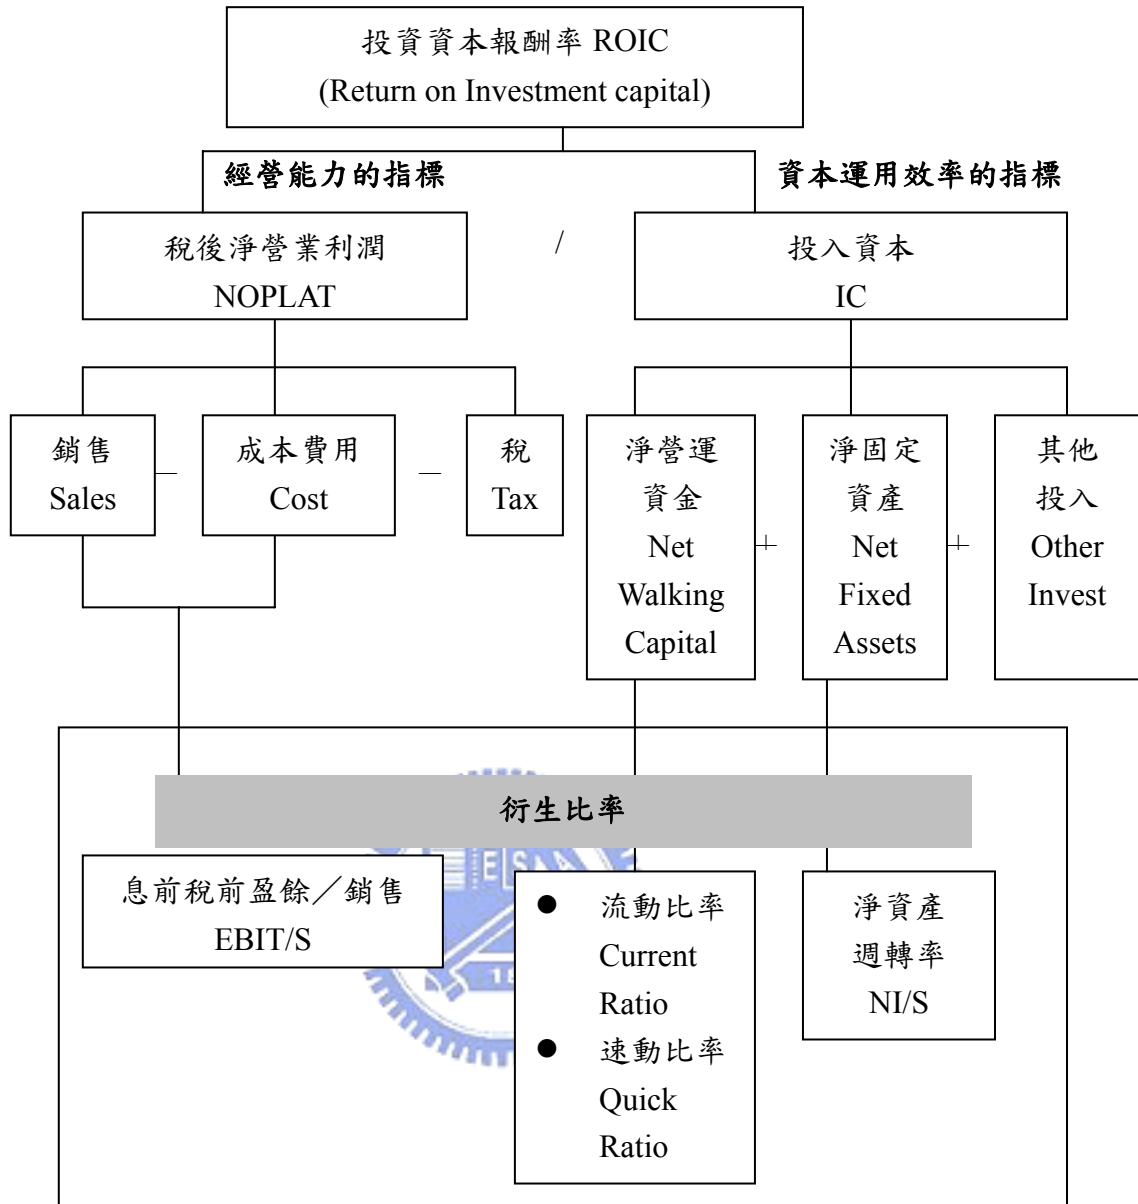 投資資本報酬率 ROIC
(Return on Investment capital)
經營能力的指標
資本運用效率的指標
稅後淨營業利潤
NOPLAT
/
投入資本
IC
銷售
Sales
—
成本費用
Cost
—
稅
Tax
淨營運
資金
Net
Walking
Capital
+
淨固定
資產
Net
Fixed
Assets
+
其他
投入
Other
Invest
衍生比率
息前稅前盈餘／銷售
EBIT/S
● 流動比率
Current
Ratio
● 速動比率
Quick
Ratio
淨資產
週轉率
NI/S